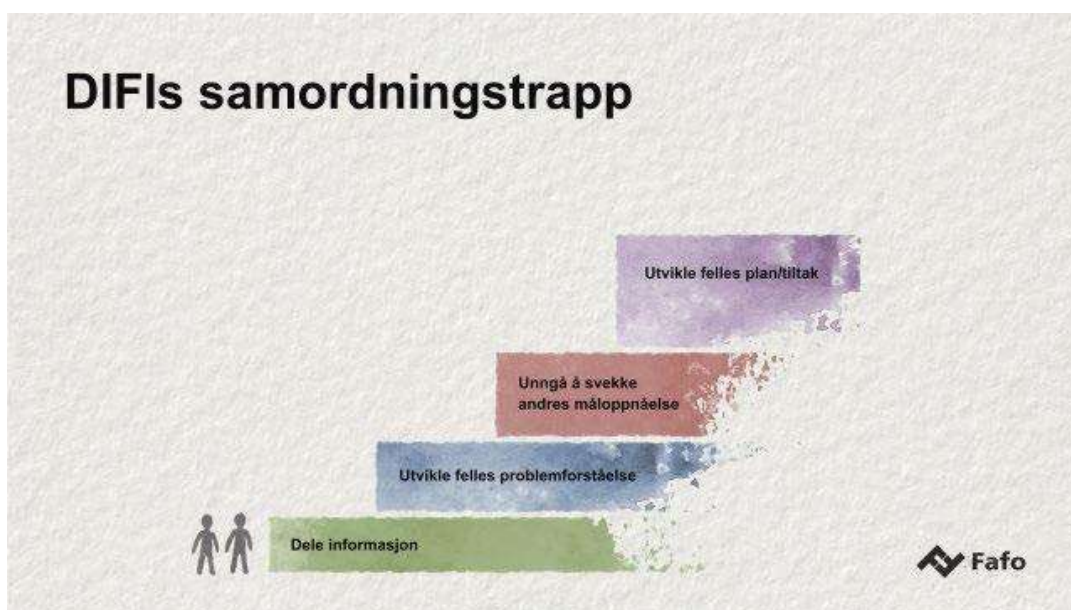 DIFIs samordningstrapp
Utvikle felles plan/tiltak
Unngå å svekke
andres måloppnåelse
Utvikle felles problemforståelse
Dele informasjon
Fafo